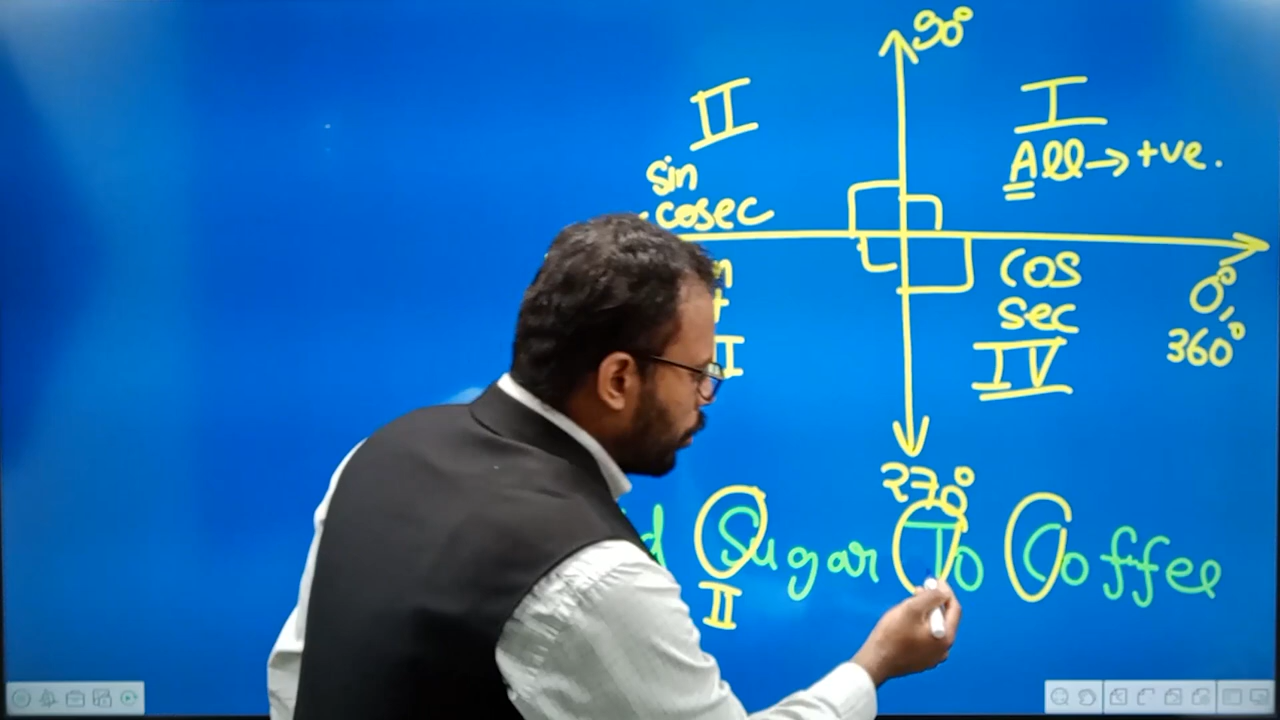 90°
II
I
All → +ve.
sin
cosec
cos
sec
IV
0°,
360°
270°
Sugar To Coffee
II